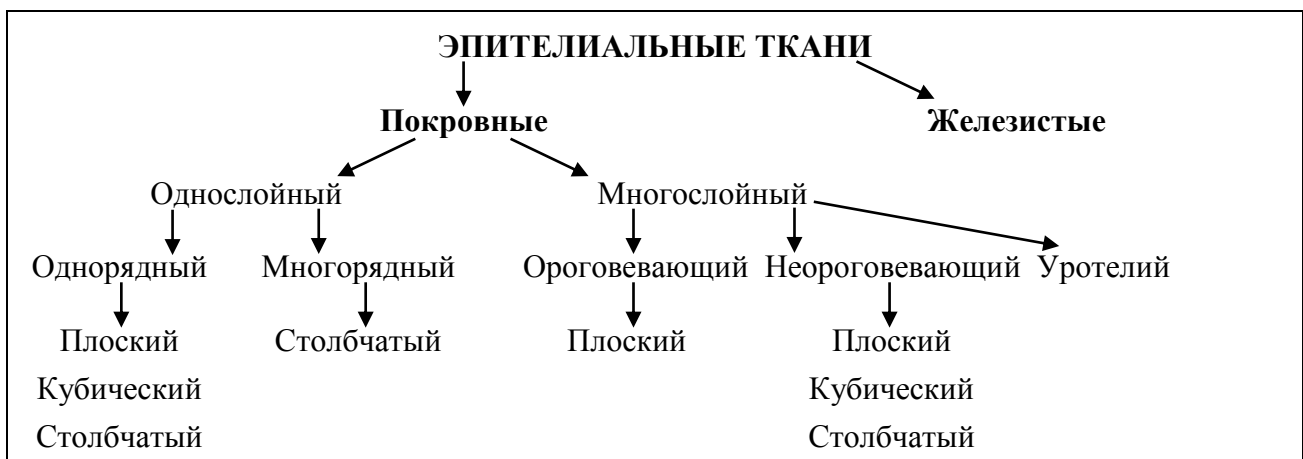 ЭПИТЕЛИАЛЬНЫЕ ТКАНИ
Покровные Железистые
Однослойный Многослойный
Однорядный Многорядный Ороговевающий Неороговевающий Уротелий
Плоский Столбчатый Плоский Плоский
Кубический Кубический
Столбчатый Столбчатый